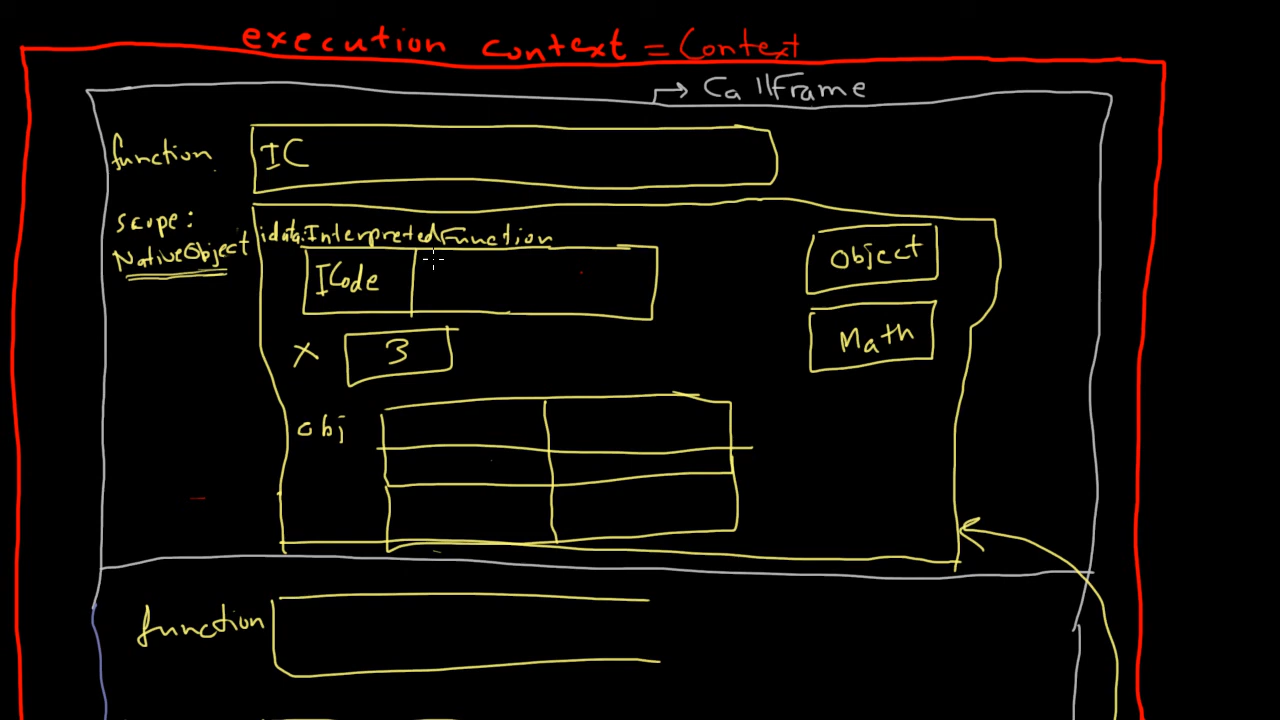 execution context = Context
→ CallFrame
function
IC
scope:
NativeObject
idata:InterpretedFunction
Object
ICode
Math
x
3
obj
function